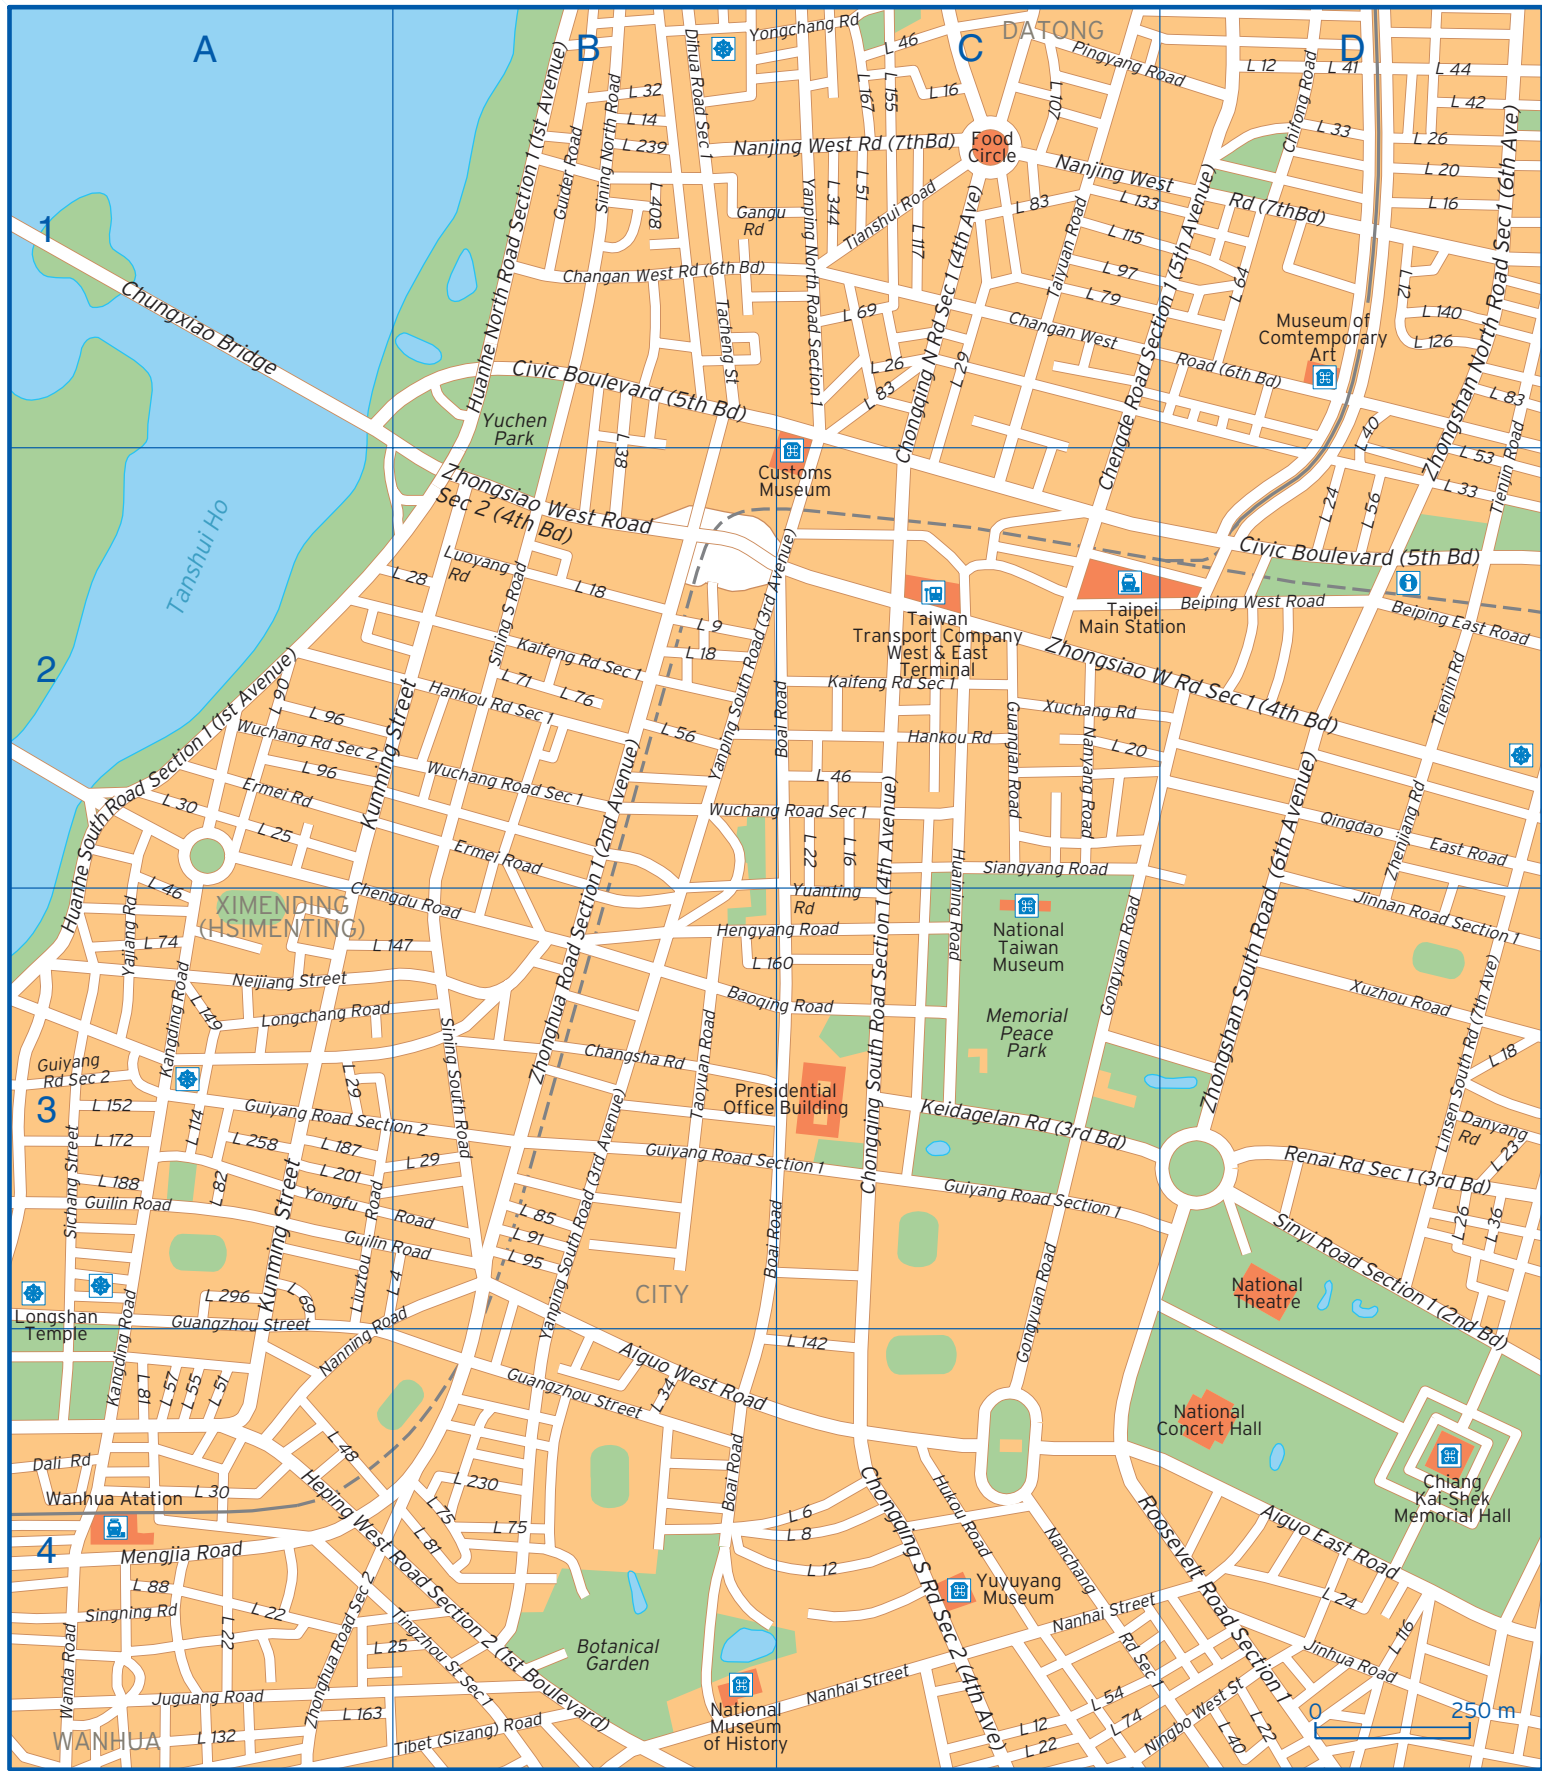 A
B
C
D
1
2
3
4
DATONG
Yongchang Rd
L 46
Pingyang Road
L 12
L 41
L 44
L 42
L 32
L 14
L 239
L 16
L 167
L 155
L 107
Dihua Road Sec 1
Sining North Road
Guider Road
Chifong Road
L 33
L 26
L 20
L 16
Nanjing West Rd (7thBd)
Food
Circle
Nanjing West
Rd (7thBd)
L 408
L 344
L 51
L 117
L 83
L 133
L 115
L 97
L 79
L 64
L 12
L 140
L 126
Gangu
Rd
Tianshui Road
Taiyuan Road
Huanhe North Road Section 1 (1st Avenue)
Yanping North Road Section 1
Chongqing N Rd Sec 1 (4th Ave)
Chengde Road Section 1 (5th Avenue)
Zhongshan North Road Sec 1 (6th Ave)
Changan West Rd (6th Bd)
Tacheng St
L 69
L 26
L 83
L 29
Changan West
Road (6th Bd)
Museum of
Comtemporary
Art
L 83
Chungxiao Bridge
Civic Boulevard (5th Bd)
Yuchen
Park
L 38
Customs
Museum
L 40
L 53
L 33
L 24
L 56
Tienjin Road
Tanshui Ho
Zhongsiao West Road
Sec 2 (4th Bd)
Civic Boulevard (5th Bd)
Luoyang
Rd
L 28
L 18
Sining S Road
Taiwan
Transport Company
West & East
Terminal
Taipei
Main Station
Beiping West Road
Beiping East Road
L 9
L 18
Kaifeng Rd Sec 1
Kaifeng Rd Sec 1
Zhongsiao W Rd Sec 1 (4th Bd)
Tienjin Rd
L 71
L 76
Hankou Rd Sec 1
Yanping South Road (3rd Avenue)
Boai Road
Xuchang Rd
Hankou Rd
L 20
Guanqian Road
Nanyang Road
L 56
L 90
L 96
Wuchang Rd Sec 2
L 96
Kunming Street
Huanhe South Road Section 1 (1st Avenue)
Wuchang Road Sec 1
L 46
Wuchang Road Sec 1
Ermei Rd
L 30
L 25
Ermei Road
L 22
L 16
Siangyang Road
Qingdao
East Road
Zhenjiang Rd
Zhongshan South Road (6th Avenue)
Zhonghua Road Section 1 (2nd Avenue)
L 46
XIMENDING
(HSIMENTING)
Chengdu Road
Yuanting
Rd
Hengyang Road
L 160
Huaining Road
National
Taiwan
Museum
Jinnan Road Section 1
Yajiang Rd
L 74
L 147
Neijiang Street
L 149
Longchang Road
Kangding Road
Baoqing Road
Chongqing South Road Section 1 (4th Avenue)
Memorial
Peace
Park
Gongyuan Road
Xuzhou Road
Linsen South Rd (7th Ave)
L 18
Guiyang
Rd Sec 2
L 29
Sining South Road
Changsha Rd
Taoyuan Road
Presidential
Office Building
Keidagelan Rd (3rd Bd)
L 152
L 172
L 114
Guiyang Road Section 2
L 258
L 187
L 201
L 29
Guiyang Road Section 1
Guiyang Road Section 1
Danyang
Rd
L 23
Renai Rd Sec 1 (3rd Bd)
L 188
Guilin Road
L 82
Yongfu
Road
Guilin Road
Sichang Street
Kunming Street
Liuztou
Road
L 4
L 85
L 91
L 95
Yanping South Road (3rd Avenue)
Boai Road
Gongyuan Road
L 26
L 36
Sinyi Road Section 1 (2nd Bd)
National
Theatre
Longshan
Temple
L 296
L 69
Guangzhou Street
CITY
Nanning Road
Kangding Road
L 81
L 57
L 55
L 51
L 142
Aiguo West Road
Guangzhou Street
L 34
National
Concert Hall
Chiang
Kai-Shek
Memorial Hall
Dali Rd
Wanhua Atation
L 48
L 30
L 230
L 75
L 75
L 81
Boai Road
Mengjia Road
Heping West Road Section 2 (1st Boulevard)
L 6
L 8
L 12
Hukou Road
Chongqing S Rd Sec 2 (4th Ave)
Nanchang
Rd Sec 1
Roosevelt Road Section 1
Aiguo East Road
L 88
Singning Rd
L 22
L 22
Wanda Road
Zhonghua Road Sec 2
Tingzhou St Sec 1
L 25
Yuyuyang
Museum
Nanhai Street
L 24
L 116
Jinhua Road
Botanical
Garden
Juguang Road
L 163
L 132
WANHUA
Tibet (Sizang) Road
National
Museum
of History
Nanhai Street
L 54
L 74
L 12
L 22
Ningbo West St
L 40
L 22
0
250 m